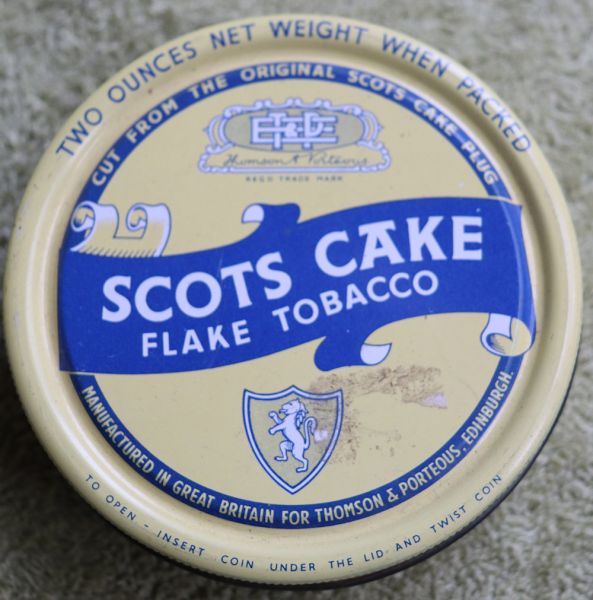 TWO OUNCES NET WEIGHT WHEN PACKED
CUT FROM THE ORIGINAL SCOTS CAKE PLUG
Thomson & Porteous
REGD TRADE MARK
SCOTS CAKE
FLAKE TOBACCO
MANUFACTURED IN GREAT BRITAIN FOR THOMSON & PORTEOUS, EDINBURGH.
TO OPEN - INSERT COIN UNDER THE LID AND TWIST COIN